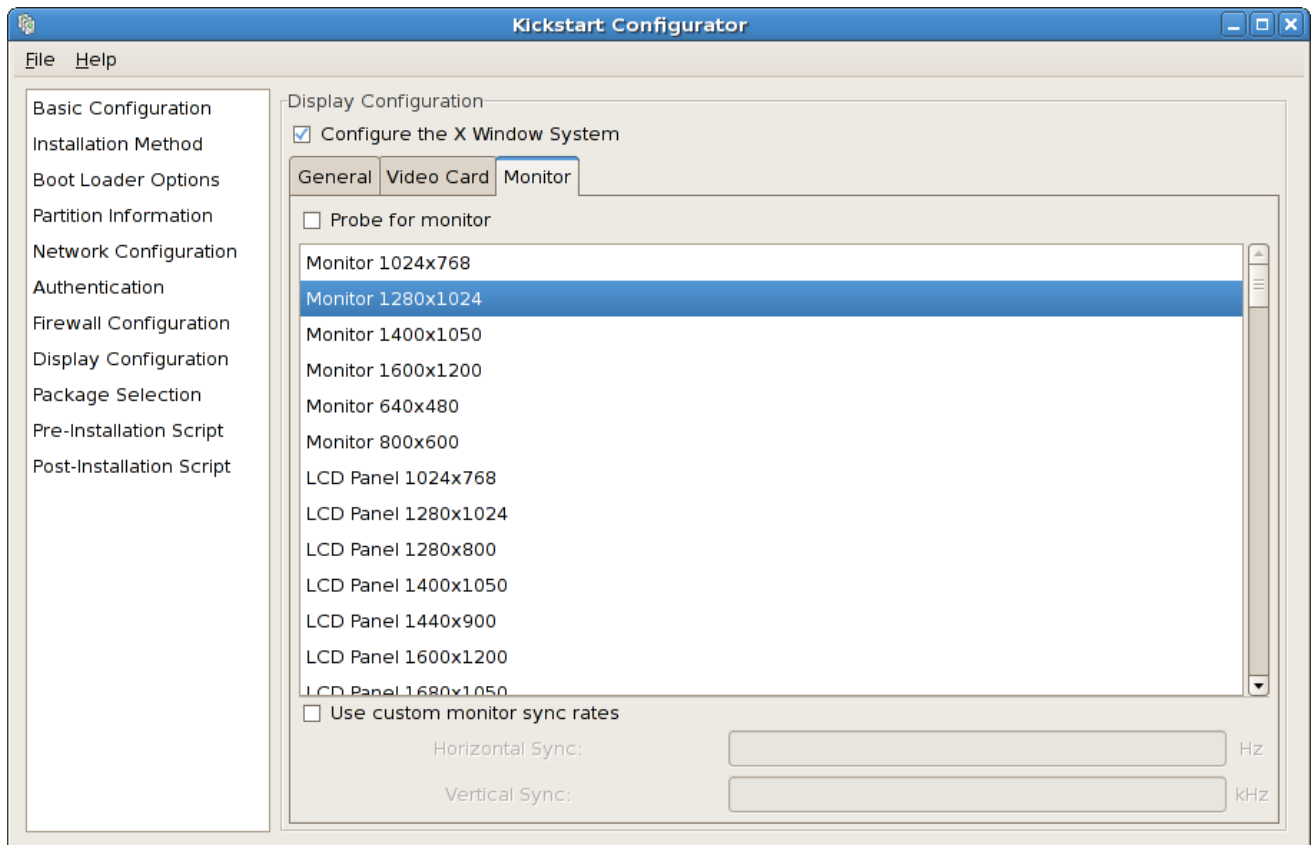 Kickstart Configurator
File Help
Basic Configuration
Installation Method
Boot Loader Options
Partition Information
Network Configuration
Authentication
Firewall Configuration
Display Configuration
Package Selection
Pre-Installation Script
Post-Installation Script
Display Configuration
Configure the X Window System
General Video Card Monitor
Probe for monitor
Monitor 1024x768
Monitor 1280x1024
Monitor 1400x1050
Monitor 1600x1200
Monitor 640x480
Monitor 800x600
LCD Panel 1024x768
LCD Panel 1280x1024
LCD Panel 1280x800
LCD Panel 1400x1050
LCD Panel 1440x900
LCD Panel 1600x1200
LCD Panel 1680x1050
Use custom monitor sync rates
Horizontal Sync: Hz
Vertical Sync: kHz